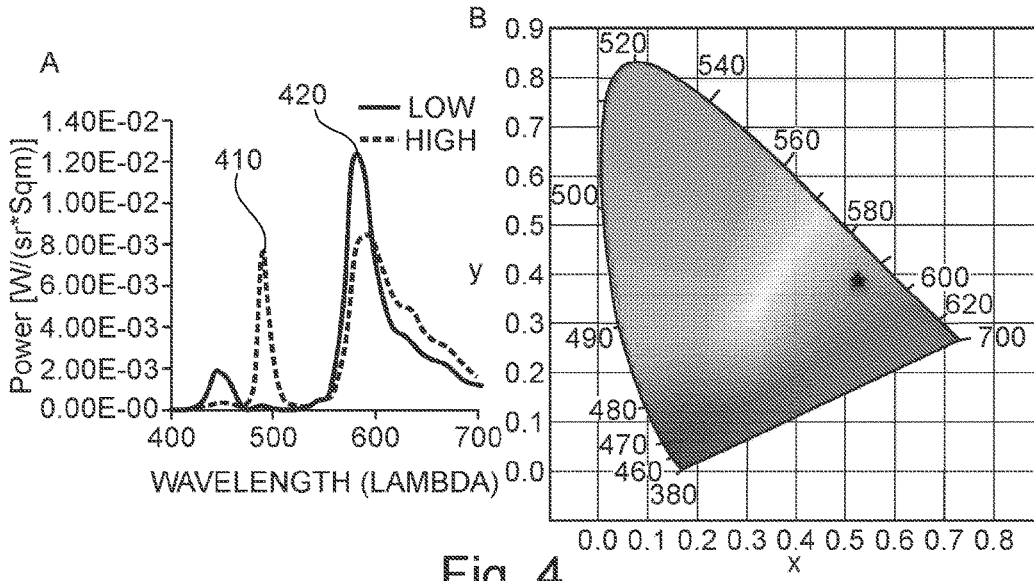 A
420
LOW
HIGH
410
1.40E-02
1.20E-02
1.00E-02
8.00E-03
6.00E-03
4.00E-03
2.00E-03
0.00E-00
Power [W/(sr*Sqm)]
400 500 600 700
WAVELENGTH (LAMBDA)
B
0.9
0.8
0.7
0.6
0.5
0.4
0.3
0.2
0.1
0.0
y
520
540
560
500
580
600
620
490
700
480
470
460
380
0.0 0.1 0.2 0.3 0.4 0.5 0.6 0.7 0.8
x
Fig. 4